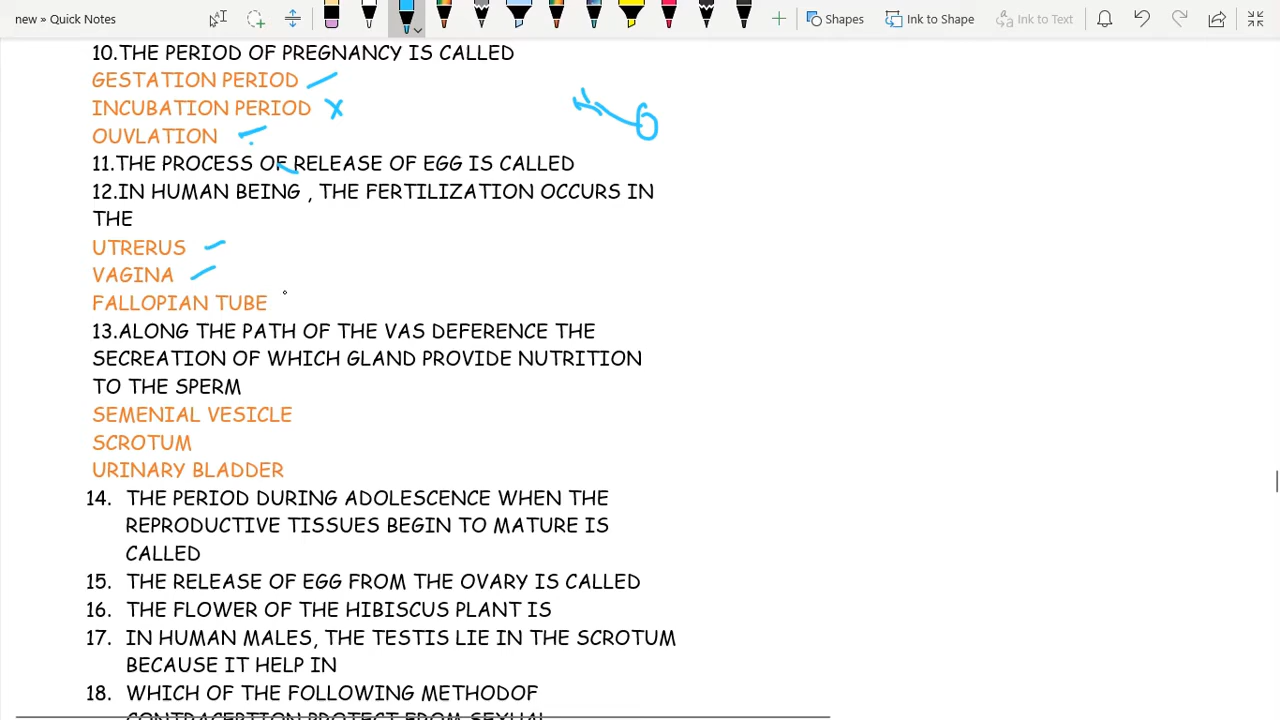 new » Quick Notes
Shapes
Ink to Shape
Ink to Text
10.THE PERIOD OF PREGNANCY IS CALLED
GESTATION PERIOD
INCUBATION PERIOD
OUVLATION
11.THE PROCESS OF RELEASE OF EGG IS CALLED
12.IN HUMAN BEING , THE FERTILIZATION OCCURS IN
THE
UTRERUS
VAGINA
FALLOPIAN TUBE
13.ALONG THE PATH OF THE VAS DEFERENCE THE
SECREATION OF WHICH GLAND PROVIDE NUTRITION
TO THE SPERM
SEMENIAL VESICLE
SCROTUM
URINARY BLADDER
14. THE PERIOD DURING ADOLESCENCE WHEN THE
REPRODUCTIVE TISSUES BEGIN TO MATURE IS
CALLED
15. THE RELEASE OF EGG FROM THE OVARY IS CALLED
16. THE FLOWER OF THE HIBISCUS PLANT IS
17. IN HUMAN MALES, THE TESTIS LIE IN THE SCROTUM
BECAUSE IT HELP IN
18. WHICH OF THE FOLLOWING METHODOF
CONTRACEPTION PROTECT FROM SEXUAL